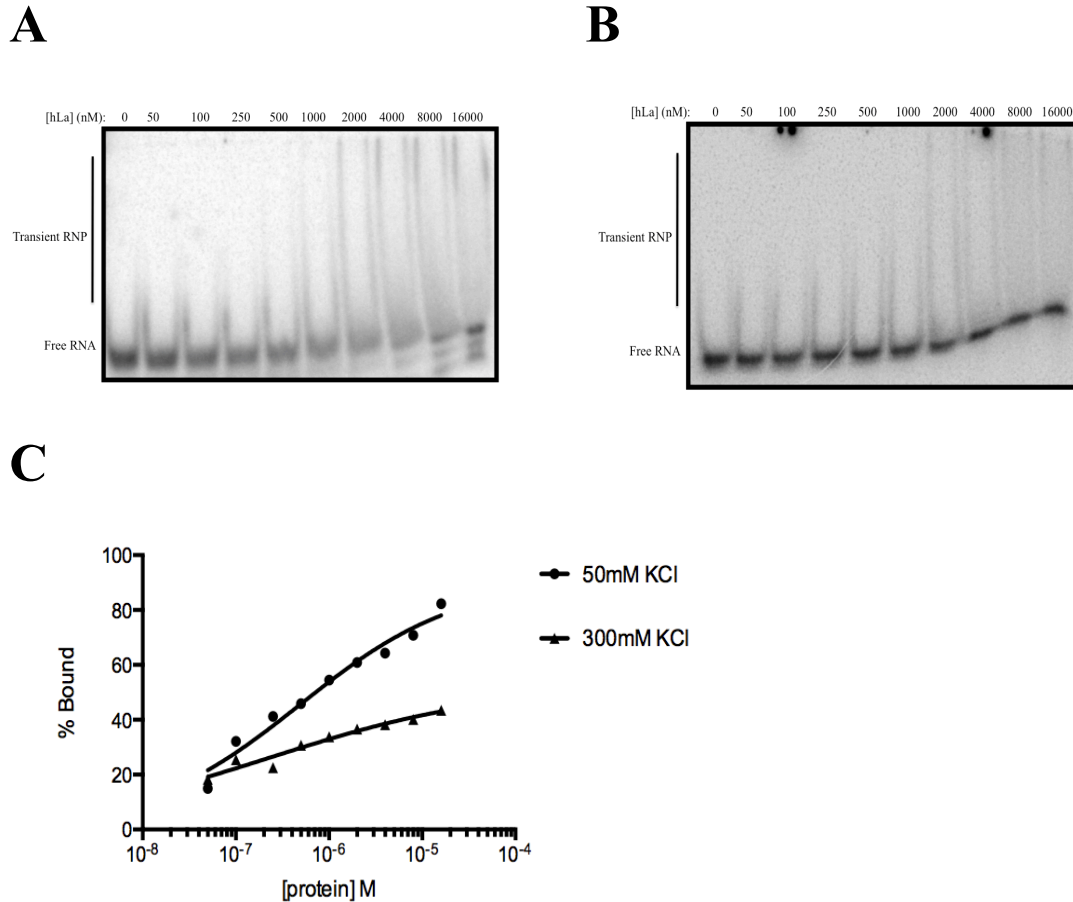 A
B
[hLa] (nM): 0 50 100 250 500 1000 2000 4000 8000 16000
Transient RNP
Free RNA
[hLa] (nM): 0 50 100 250 500 1000 2000 4000 8000 16000
Transient RNP
Free RNA
C
100
80
60
40
20
0
% Bound
10-8 10-7 10-6 10-5 10-4
[protein] M
50mM KCl
300mM KCl